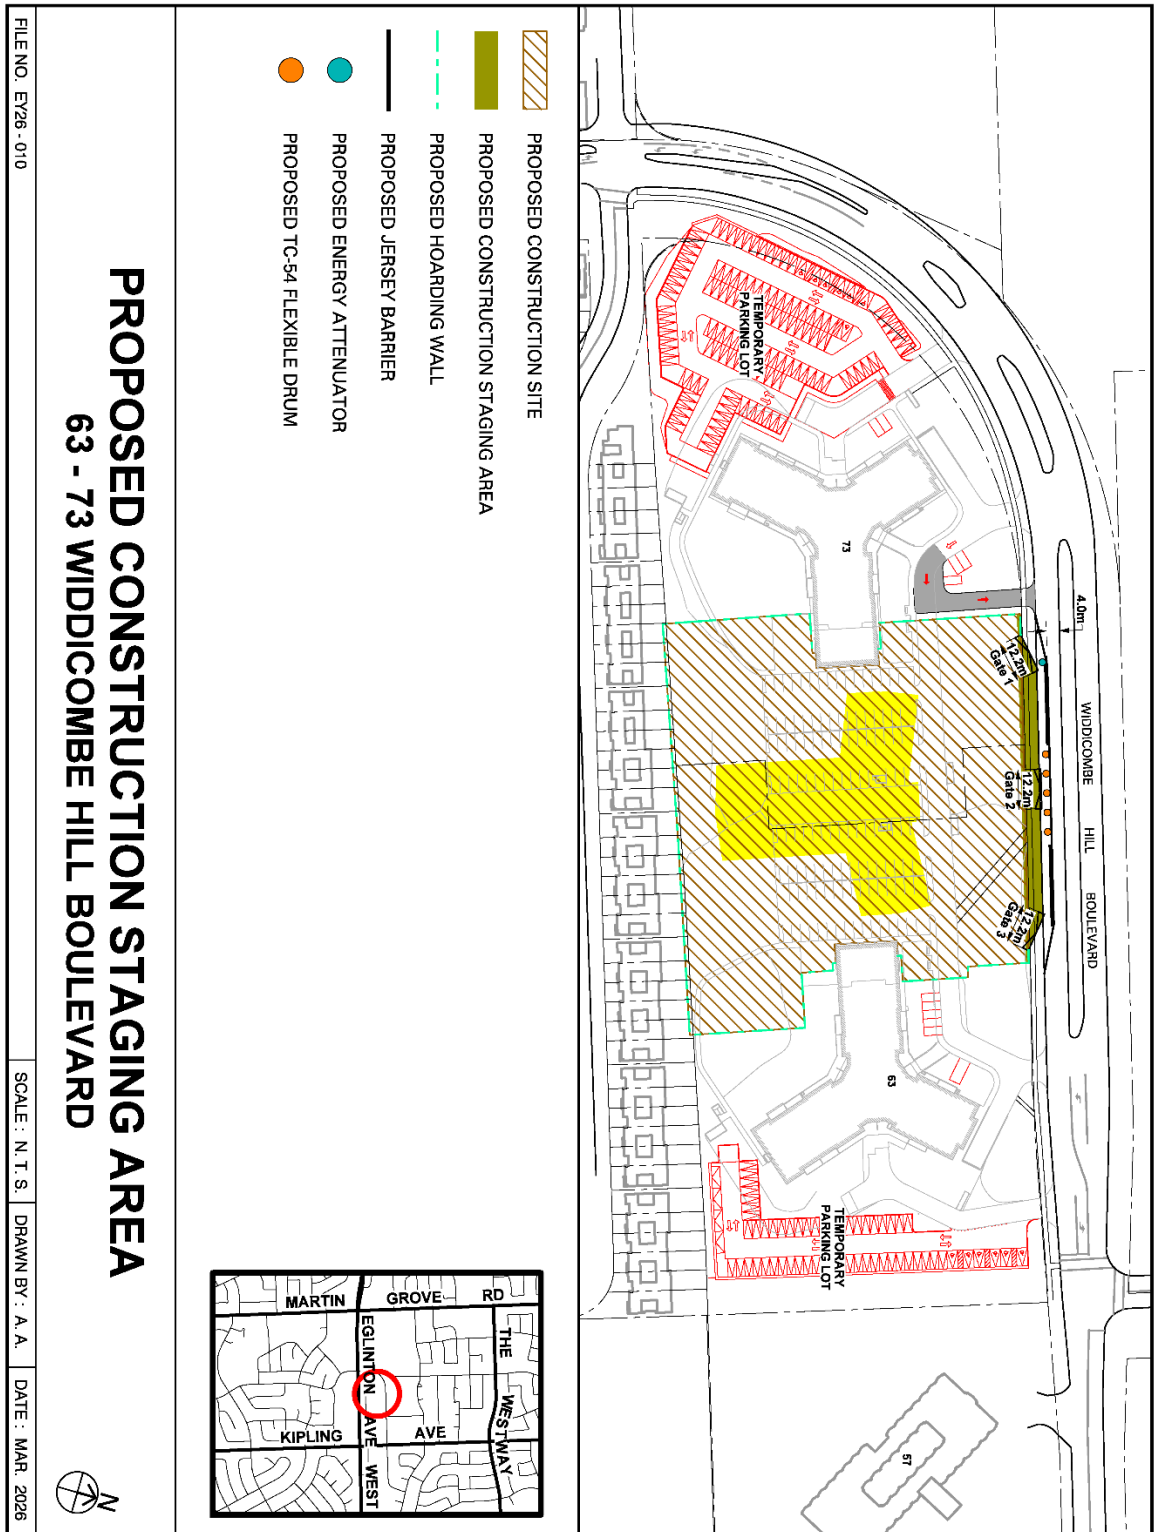 TEMPORARY
PARKING LOT
73
4.0m
12.2m
Gate 1
12.2m
Gate 2
12.2m
Gate 3
WIDDICOMBE HILL BOULEVARD
63
TEMPORARY
PARKING LOT
57
PROPOSED CONSTRUCTION SITE
PROPOSED CONSTRUCTION STAGING AREA
PROPOSED HOARDING WALL
PROPOSED JERSEY BARRIER
PROPOSED ENERGY ATTENUATOR
PROPOSED TC-54 FLEXIBLE DRUM
MARTIN GROVE RD
EGLINTON AVE WEST
THE WESTWAY
KIPLING AVE
PROPOSED CONSTRUCTION STAGING AREA
63 - 73 WIDDICOMBE HILL BOULEVARD
N
FILE NO. EY26 - 010
SCALE : N. T. S.
DRAWN BY : A. A.
DATE : MAR. 2026